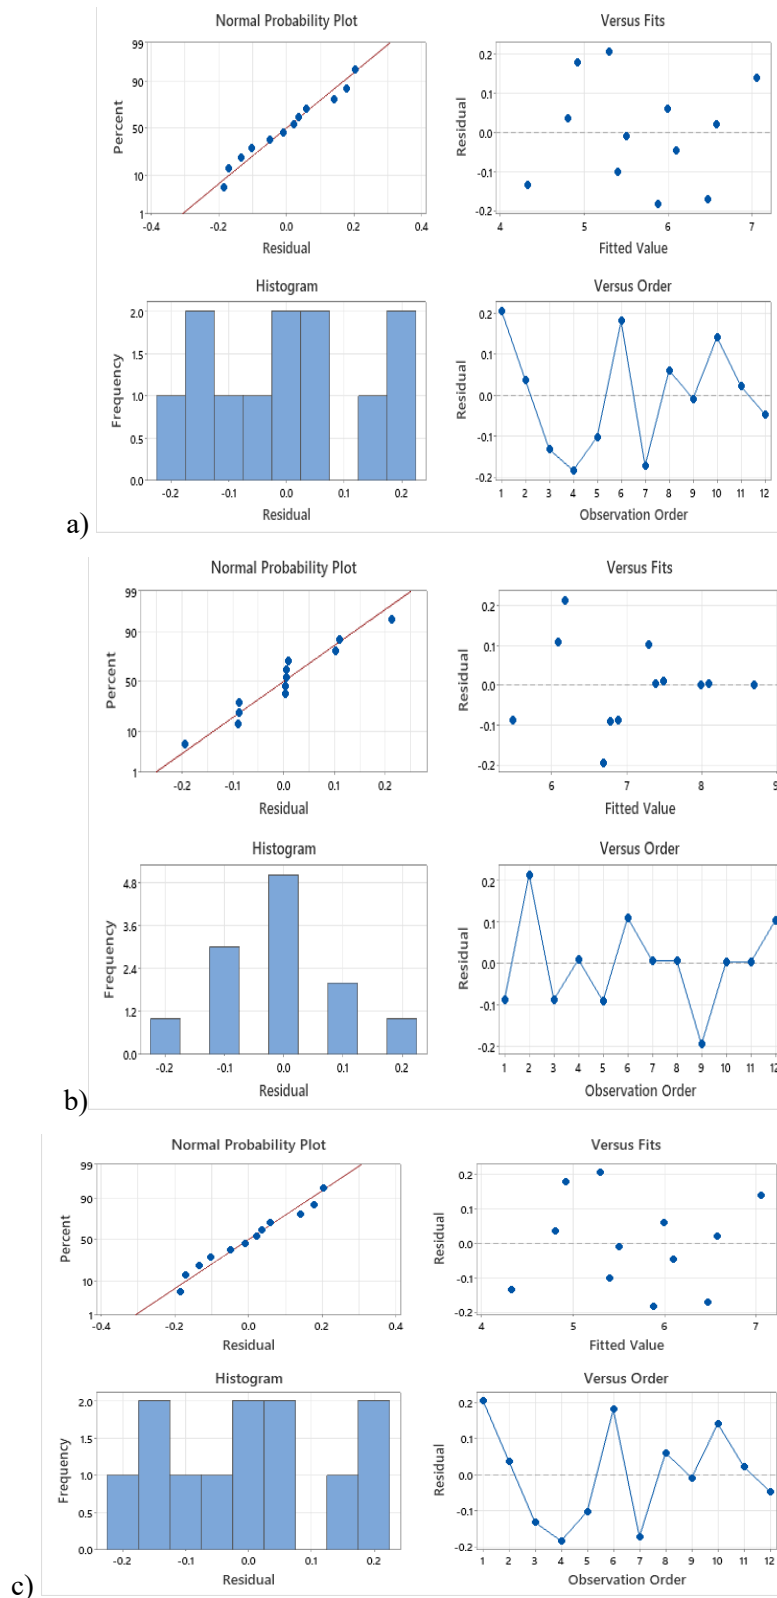 Normal Probability Plot
99
90
50
10
1
-0.4
-0.2
0.0
0.2
0.4
Percent
Residual
Versus Fits
0.2
0.1
0.0
-0.1
-0.2
4
5
6
7
Residual
Fitted Value
Histogram
2.0
1.5
1.0
0.5
0.0
-0.2
-0.1
0.0
0.1
0.2
Frequency
Residual
Versus Order
0.2
0.1
0.0
-0.1
-0.2
1 2 3 4 5 6 7 8 9 10 11 12
Residual
Observation Order
a)
Normal Probability Plot
99
90
50
10
1
-0.2
-0.1
0.0
0.1
0.2
Percent
Residual
Versus Fits
0.2
0.1
0.0
-0.1
-0.2
6
7
8
9
Residual
Fitted Value
Histogram
4.8
3.6
2.4
1.2
0.0
-0.2
-0.1
0.0
0.1
0.2
Frequency
Residual
Versus Order
0.2
0.1
0.0
-0.1
-0.2
1 2 3 4 5 6 7 8 9 10 11 12
Residual
Observation Order
b)
Normal Probability Plot
99
90
50
10
1
-0.4
-0.2
0.0
0.2
0.4
Percent
Residual
Versus Fits
0.2
0.1
0.0
-0.1
-0.2
4
5
6
7
Residual
Fitted Value
Histogram
2.0
1.5
1.0
0.5
0.0
-0.2
-0.1
0.0
0.1
0.2
Frequency
Residual
Versus Order
0.2
0.1
0.0
-0.1
-0.2
1 2 3 4 5 6 7 8 9 10 11 12
Residual
Observation Order
c)